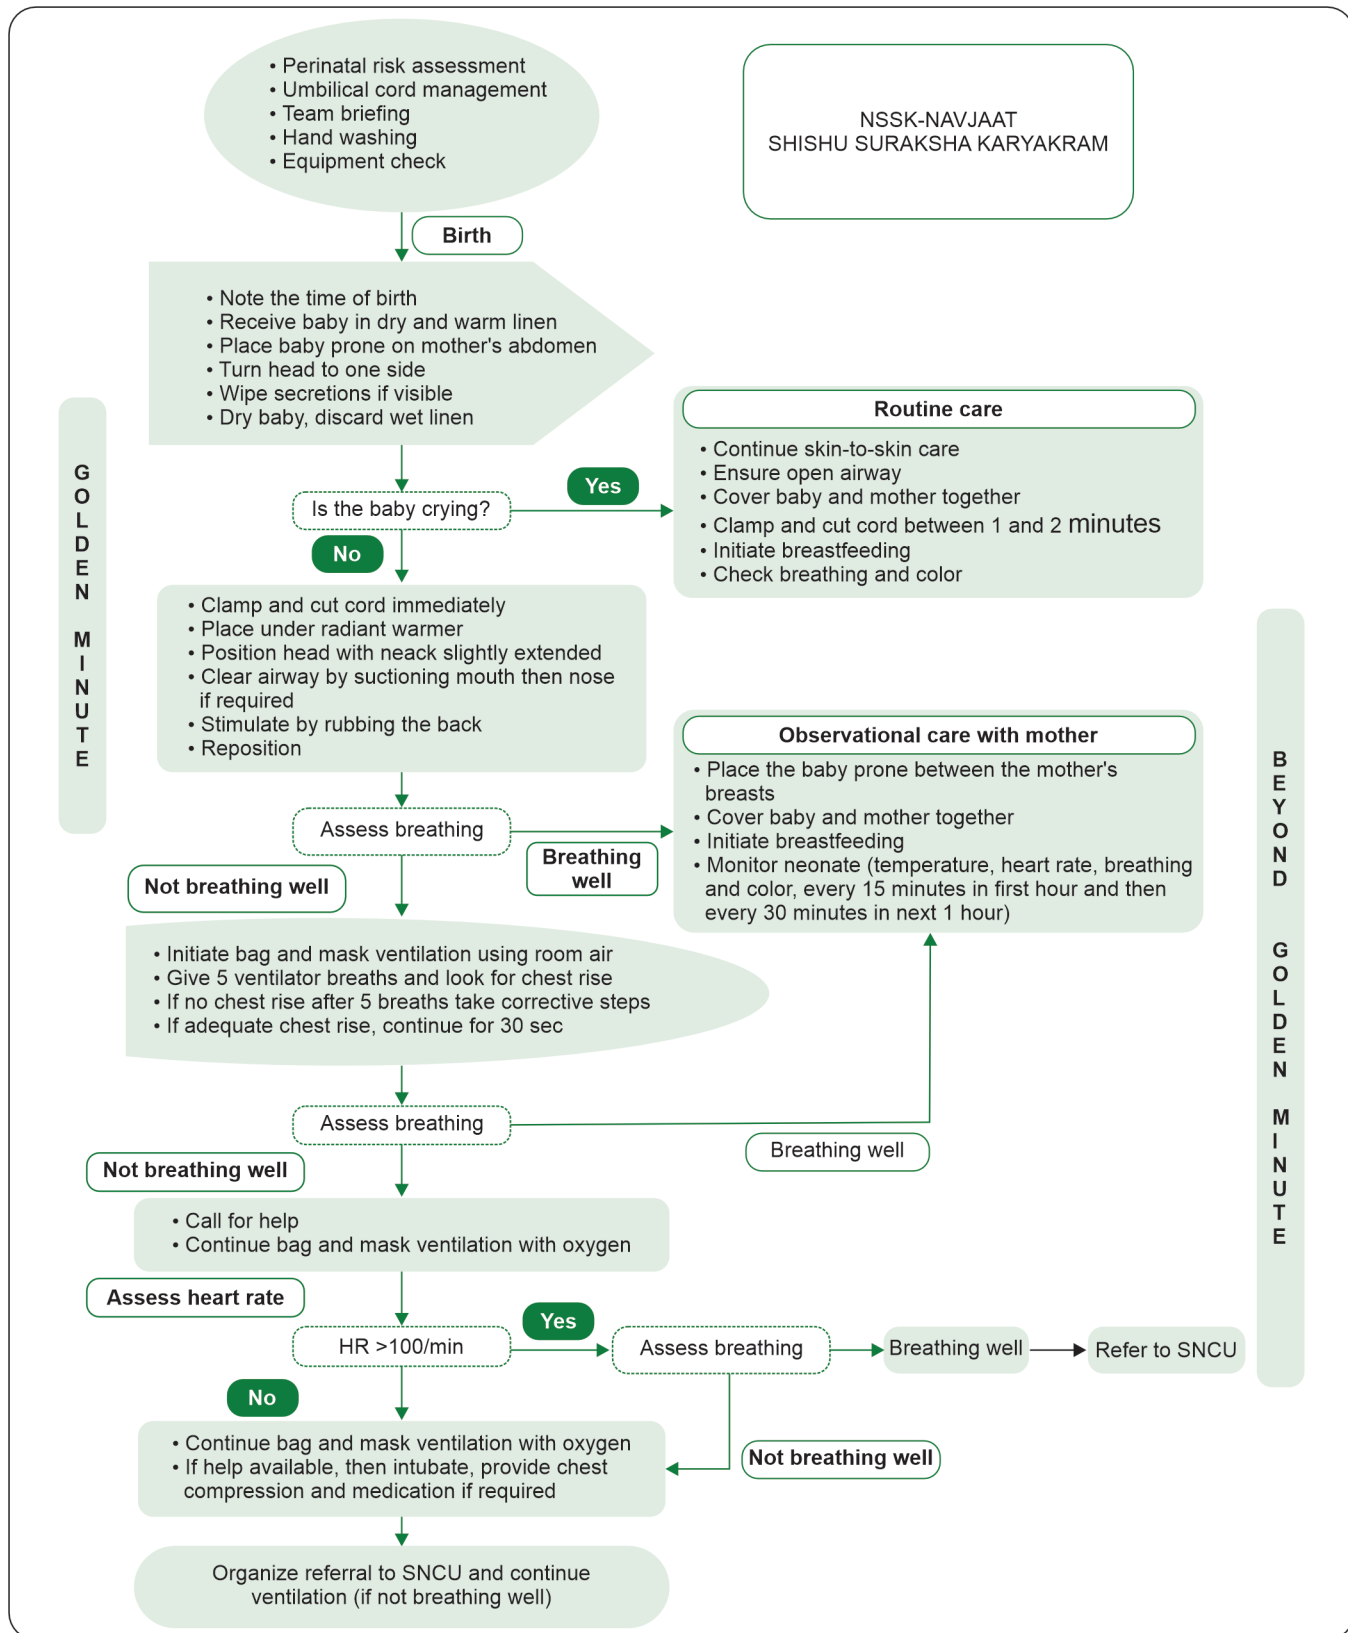 • Perinatal risk assessment
• Umbilical cord management
• Team briefing
• Hand washing
• Equipment check
NSSK-NAVJAAT
SHISHU SURAKSHA KARYAKRAM
Birth
• Note the time of birth
• Receive baby in dry and warm linen
• Place baby prone on mother's abdomen
• Turn head to one side
• Wipe secretions if visible
• Dry baby, discard wet linen
GOLDEN MINUTE
Is the baby crying?
Yes
Routine care
• Continue skin-to-skin care
• Ensure open airway
• Cover baby and mother together
• Clamp and cut cord between 1 and 2 minutes
• Initiate breastfeeding
• Check breathing and color
No
• Clamp and cut cord immediately
• Place under radiant warmer
• Position head with neack slightly extended
• Clear airway by suctioning mouth then nose
if required
• Stimulate by rubbing the back
• Reposition
Assess breathing
Breathing
well
Observational care with mother
• Place the baby prone between the mother's
breasts
• Cover baby and mother together
• Initiate breastfeeding
• Monitor neonate (temperature, heart rate, breathing
and color, every 15 minutes in first hour and then
every 30 minutes in next 1 hour)
BEYOND GOLDEN MINUTE
Not breathing well
• Initiate bag and mask ventilation using room air
• Give 5 ventilator breaths and look for chest rise
• If no chest rise after 5 breaths take corrective steps
• If adequate chest rise, continue for 30 sec
Assess breathing
Breathing well
Not breathing well
• Call for help
• Continue bag and mask ventilation with oxygen
Assess heart rate
HR >100/min
Yes
Assess breathing
Breathing well
Refer to SNCU
No
Not breathing well
• Continue bag and mask ventilation with oxygen
• If help available, then intubate, provide chest
compression and medication if required
Organize referral to SNCU and continue
ventilation (if not breathing well)